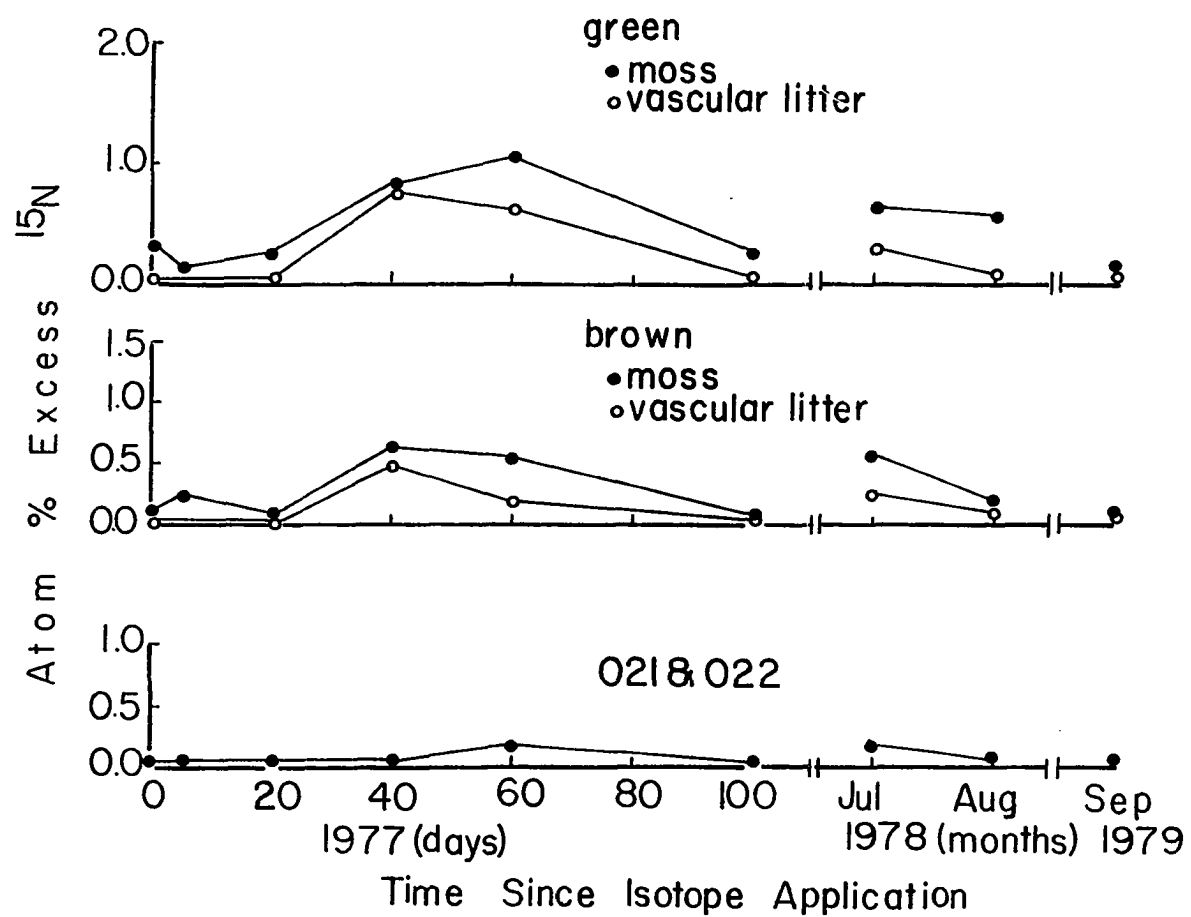 green
moss
vascular litter
2.0
1.0
0.0
brown
moss
vascular litter
1.5
1.0
0.5
0.0
021 & 022
1.0
0.5
0.0
Atom % Excess 15N
0 20 40 60 80 100 Jul Aug Sep
1977 (days) 1978 (months) 1979
Time Since Isotope Application